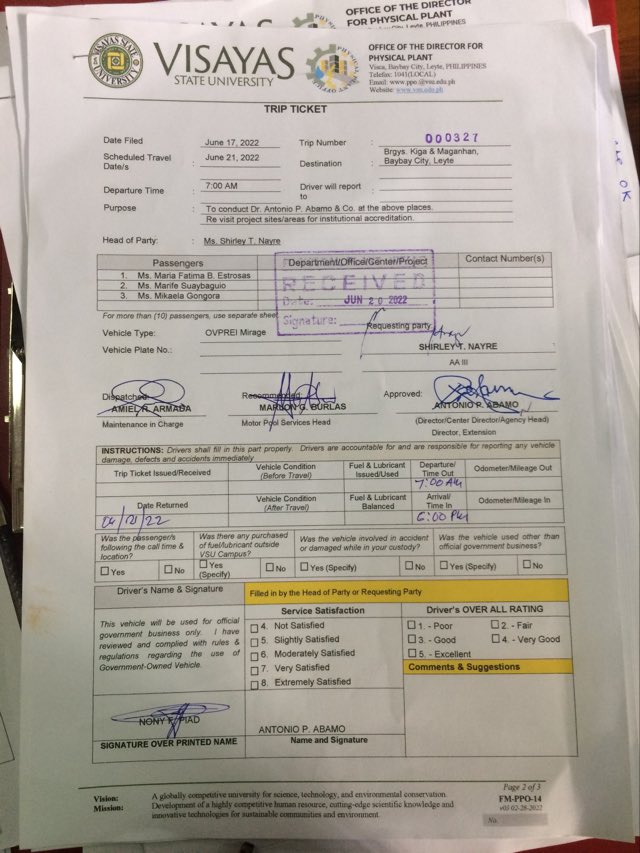 OFFICE OF THE DIRECTOR
FOR PHYSICAL PLANT
Leyte, PHILIPPINES
VISAYAS
STATE UNIVERSITY
OFFICE OF THE DIRECTOR FOR
PHYSICAL PLANT
Visca, Baybay City, Leyte, PHILIPPINES
Telefax: 1041(LOCAL)
Email: www.ppo.@vsu.edu.ph
Website: www.vsu.edu.ph
TRIP TICKET
Date Filed : June 17, 2022 Trip Number : 000327
Scheduled Travel Date/s : June 21, 2022 Destination : Brgys. Kiga & Maganhan, Baybay City, Leyte
Departure Time : 7:00 AM Driver will report to :
Purpose : To conduct Dr. Antonio P. Abamo & Co. at the above places.
Re visit project sites/areas for institutional accreditation.
Head of Party: : Ms. Shirley T. Nayre
Passengers Department/Office/Center/Project Contact Number(s)
1. Ms. Maria Fatima B. Estrosas
2. Ms. Marife Suaybaguio
3. Ms. Mikaela Gongora
RECEIVED
Date: JUN 20 2022
Signature:
For more than (10) passengers, use separate sheet
Vehicle Type: OVPREI Mirage Requesting party
Vehicle Plate No.: SHIRLEY T. NAYRE
AA III
Dispatched: Recommended: Approved:
AMIEL R. ARMADA MARLON G. BURLAS ANTONIO P. ABAMO
Maintenance in Charge Motor Pool Services Head (Director/Center Director/Agency Head)
Director, Extension
INSTRUCTIONS: Drivers shall fill in this part properly. Drivers are accountable for and are responsible for reporting any vehicle
damage, defects and accidents immediately
Trip Ticket Issued/Received Vehicle Condition (Before Travel) Fuel & Lubricant Issued/Used Departure/ Time Out Odometer/Mileage Out
7:00 AM
Date Returned Vehicle Condition (After Travel) Fuel & Lubricant Balanced Arrival/ Time In Odometer/Mileage In
06/21/22 6:00 PM
Was the passenger/s following the call time & location? Was there any purchased of fuel/lubricant outside VSU Campus? Was the vehicle involved in accident or damaged while in your custody? Was the vehicle used other than official government business?
Yes No Yes (Specify) No Yes (Specify) No Yes (Specify) No
Driver's Name & Signature Filled in by the Head of Party or Requesting Party
Service Satisfaction Driver's OVER ALL RATING
This vehicle will be used for official
government business only. I have
reviewed and complied with rules &
regulations regarding the use of
Government-Owned Vehicle.
4. Not Satisfied
5. Slightly Satisfied
6. Moderately Satisfied
7. Very Satisfied
8. Extremely Satisfied
1. - Poor 2. - Fair
3. - Good 4. - Very Good
5. - Excellent
Comments & Suggestions
NONY F. PIAD ANTONIO P. ABAMO
SIGNATURE OVER PRINTED NAME Name and Signature
Vision: A globally competitive university for science, technology, and environmental conservation.
Mission: Development of a highly competitive human resource, cutting-edge scientific knowledge and
innovative technologies for sustainable communities and environment.
Page 2 of 3
FM-PPO-14
v03 02-28-2022
No.
OK